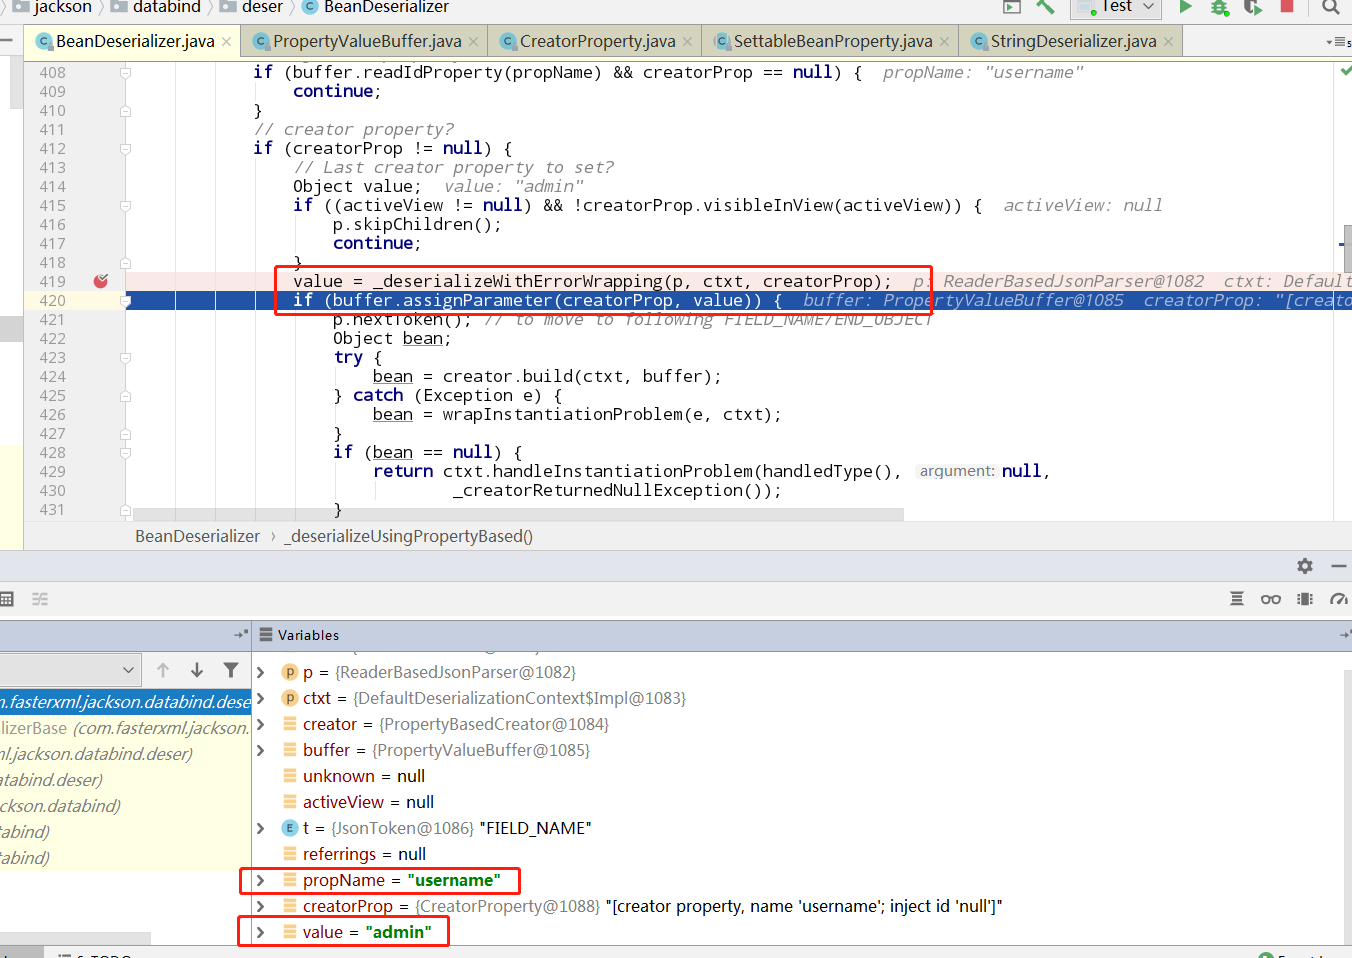 jackson databind deser BeanDeserializer Test
BeanDeserializer.java PropertyValueBuffer.java CreatorProperty.java SettableBeanProperty.java StringDeserializer.java
408 if (buffer.readIdProperty(propName) && creatorProp == null) { propName: "username"
409 continue;
410 }
411 // creator property?
412 if (creatorProp != null) {
413 // Last creator property to set?
414 Object value; value: "admin"
415 if ((activeView != null) && !creatorProp.visibleInView(activeView)) { activeView: null
416 p.skipChildren();
417 continue;
418 }
419 value = _deserializeWithErrorWrapping(p, ctxt, creatorProp); p: ReaderBasedJsonParser@1082 ctxt: Default
420 if (buffer.assignParameter(creatorProp, value)) { buffer: PropertyValueBuffer@1085 creatorProp: "[creato
421 p.nextToken(); // to move to following FIELD_NAME/END_OBJECT
422 Object bean;
423 try {
424 bean = creator.build(ctxt, buffer);
425 } catch (Exception e) {
426 bean = wrapInstantiationProblem(e, ctxt);
427 }
428 if (bean == null) {
429 return ctxt.handleInstantiationProblem(handledType(), argument: null,
430 _creatorReturnedNullException());
431 }
BeanDeserializer › _deserializeUsingPropertyBased()
Variables
p = {ReaderBasedJsonParser@1082}
m.fasterxml.jackson.databind.dese
ctxt = {DefaultDeserializationContext$Impl@1083}
lizerBase (com.fasterxml.jackson.
creator = {PropertyBasedCreator@1084}
ml.jackson.databind.deser)
buffer = {PropertyValueBuffer@1085}
atabind.deser)
unknown = null
ackson.databind)
activeView = null
tabind)
t = {JsonToken@1086} "FIELD_NAME"
tabind)
referrings = null
propName = "username"
creatorProp = {CreatorProperty@1088} "[creator property, name 'username'; inject id 'null']"
value = "admin"